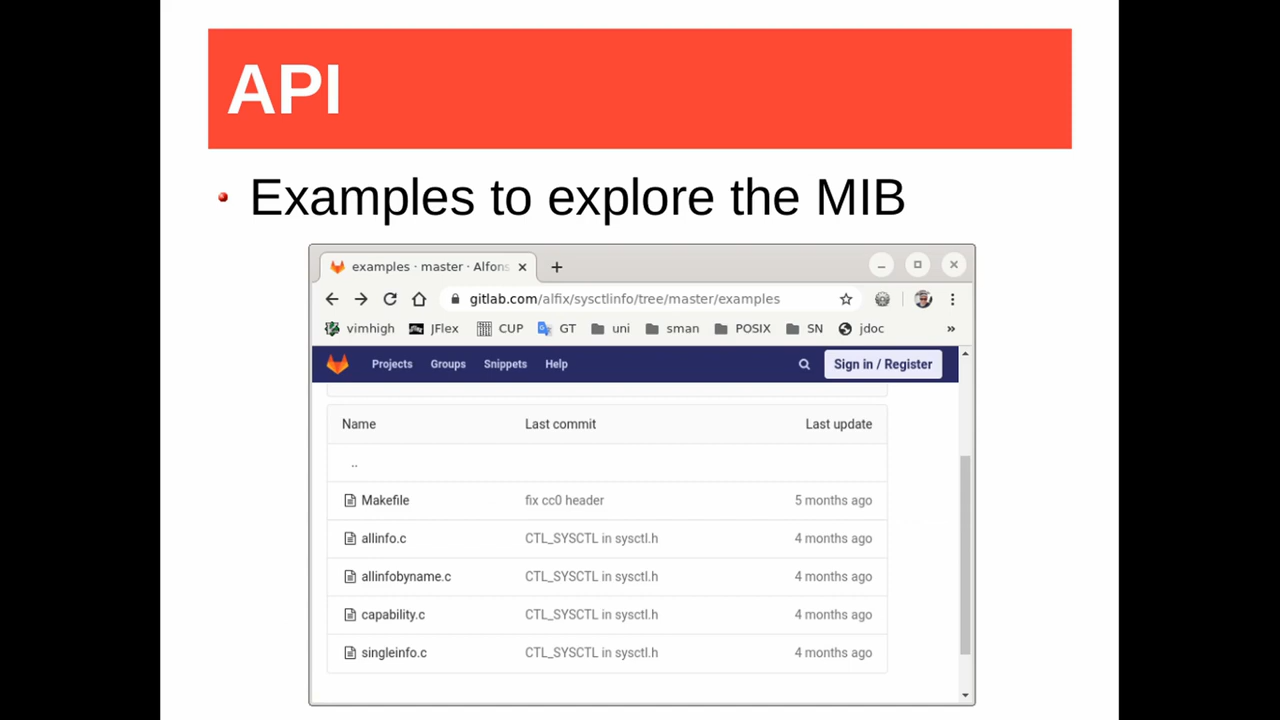 API
Examples to explore the MIB
examples · master · Alfons
gitlab.com/alfix/sysctlinfo/tree/master/examples
vimhigh JFlex CUP GT uni sman POSIX SN jdoc »
Projects Groups Snippets Help Sign in / Register
Name Last commit Last update
..
Makefile fix cc0 header 5 months ago
allinfo.c CTL_SYSCTL in sysctl.h 4 months ago
allinfobyname.c CTL_SYSCTL in sysctl.h 4 months ago
capability.c CTL_SYSCTL in sysctl.h 4 months ago
singleinfo.c CTL_SYSCTL in sysctl.h 4 months ago